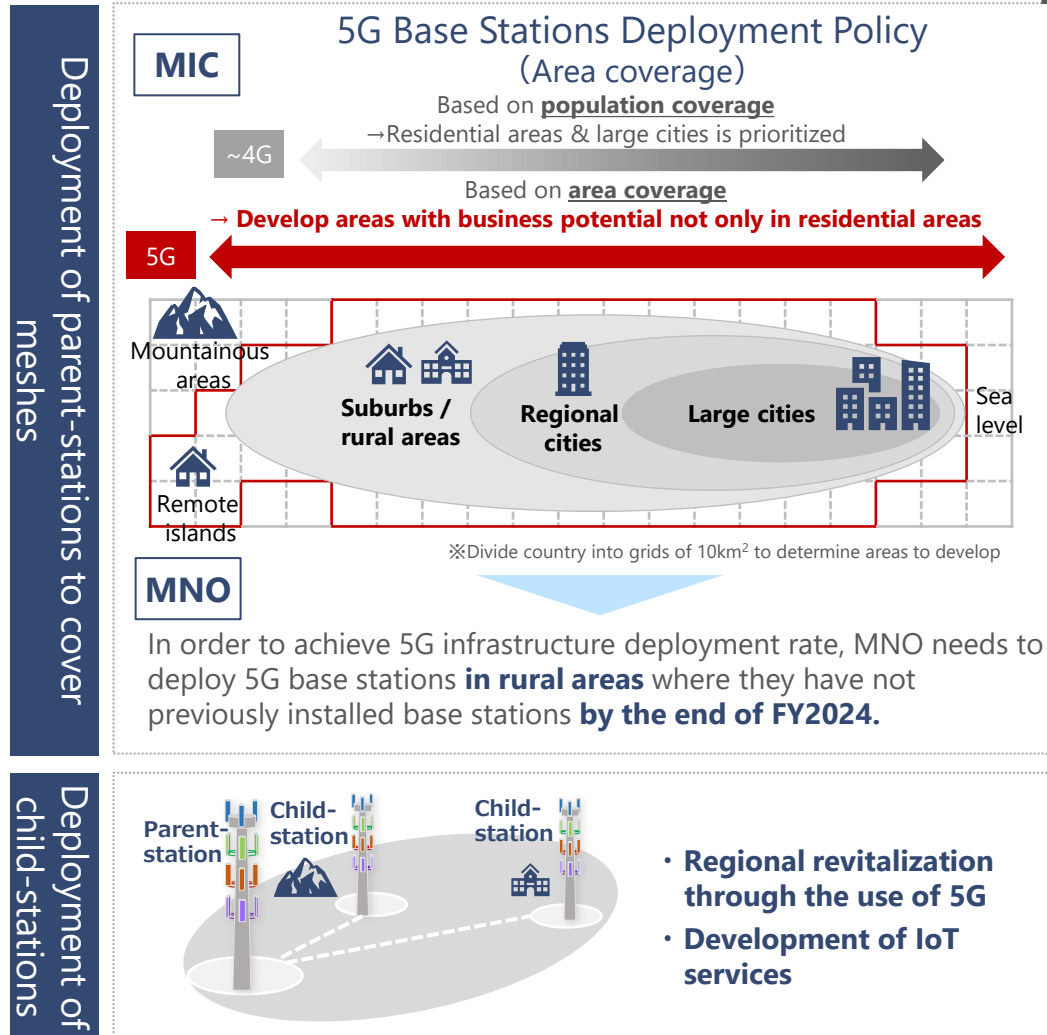 Deployment of parent-stations to cover
meshes
MIC
5G Base Stations Deployment Policy
（Area coverage）
Based on population coverage
→Residential areas & large cities is prioritized
~4G
Based on area coverage
→ Develop areas with business potential not only in residential areas
5G
Mountainous
areas
Suburbs /
rural areas
Regional
cities
Large cities
Sea
level
Remote
islands
※Divide country into grids of 10km² to determine areas to develop
MNO
In order to achieve 5G infrastructure deployment rate, MNO needs to
deploy 5G base stations in rural areas where they have not
previously installed base stations by the end of FY2024.
Deployment of
child-stations
Parent-
station
Child-
station
Child-
station
・Regional revitalization
through the use of 5G
・Development of IoT
services